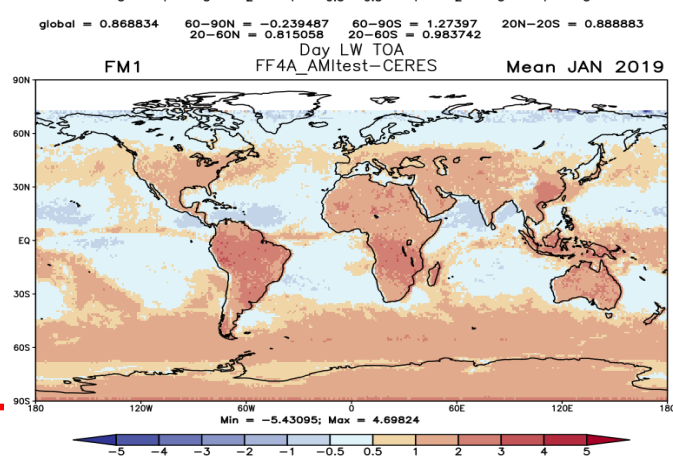 global = 0.868834 60-90N = -0.239487 60-90S = 1.27397 20N-20S = 0.888883
20-60N = 0.815058 20-60S = 0.983742
Day LW TOA
FM1 FF4A_AMItest-CERES Mean JAN 2019
90N
60N
30N
EQ
30S
60S
90S
180 120W 60W 0 60E 120E 180
Min = -5.43095; Max = 4.69824
-5 -4 -3 -2 -1 -0.5 0.5 1 2 3 4 5